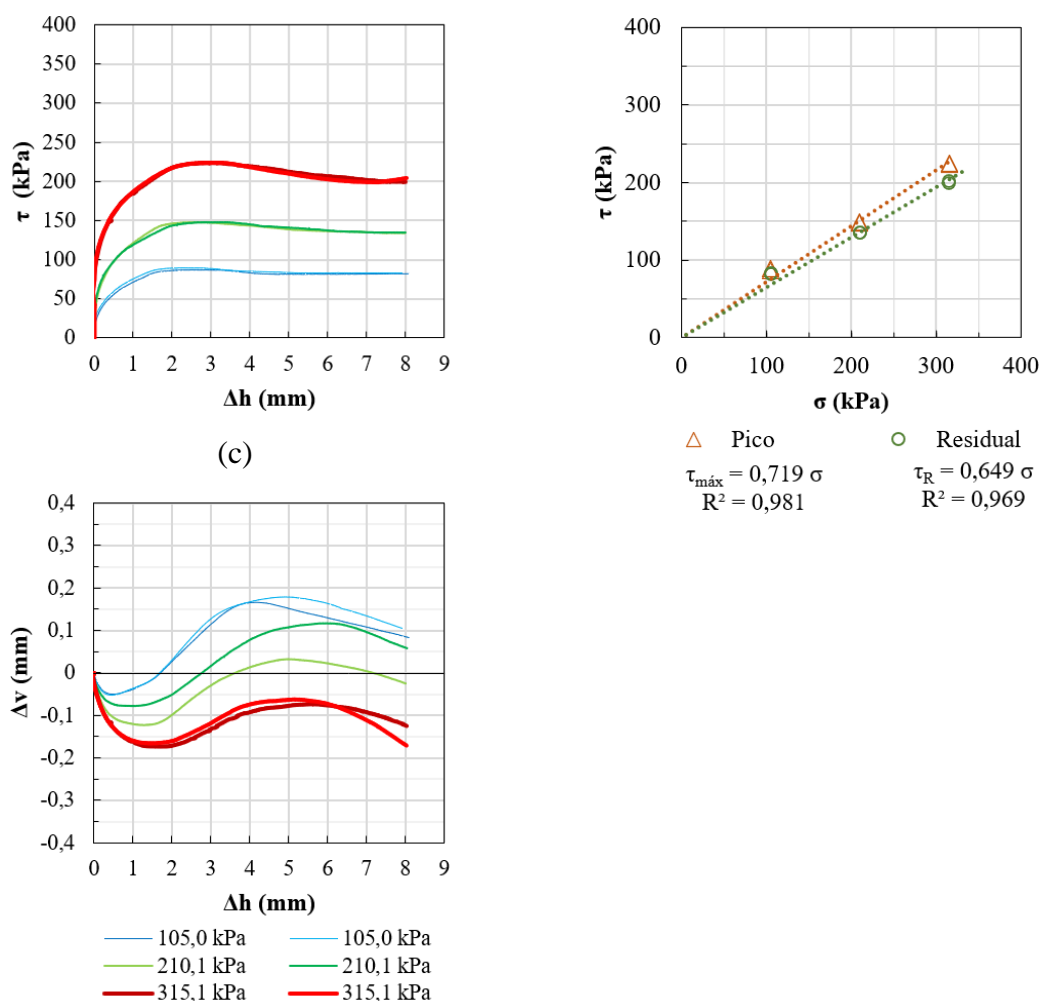 400
350
300
250
200
150
100
50
0
τ (kPa)
0 1 2 3 4 5 6 7 8 9
Δh (mm)
400
300
200
100
0
τ (kPa)
0 100 200 300 400
σ (kPa)
Pico
Residual
τmáx = 0,719 σ
R² = 0,981
τR = 0,649 σ
R² = 0,969
(c)
0,4
0,3
0,2
0,1
0
-0,1
-0,2
-0,3
-0,4
Δv (mm)
0 1 2 3 4 5 6 7 8 9
Δh (mm)
105,0 kPa 105,0 kPa
210,1 kPa 210,1 kPa
315,1 kPa 315,1 kPa